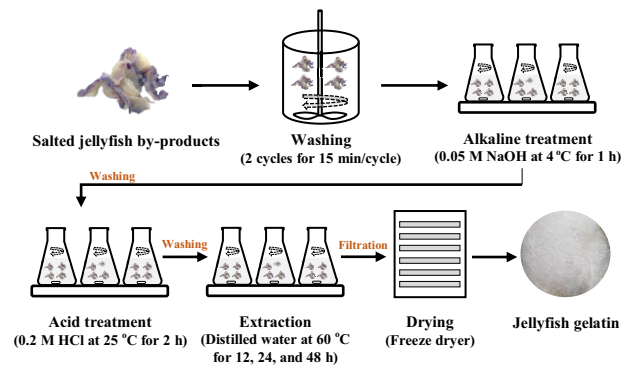 Salted jellyfish by-products
Washing
(2 cycles for 15 min/cycle)
Alkaline treatment
(0.05 M NaOH at 4 °C for 1 h)
Washing
Washing
Filtration
Acid treatment
(0.2 M HCl at 25 °C for 2 h)
Extraction
(Distilled water at 60 °C
for 12, 24, and 48 h)
Drying
(Freeze dryer)
Jellyfish gelatin